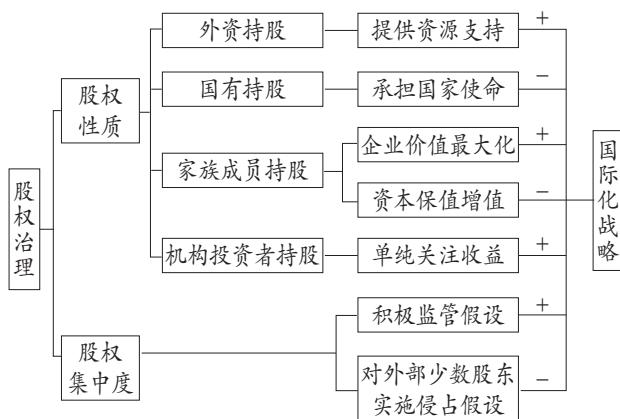 外资持股
提供资源支持
+
股权
性质
国有持股
承担国家使命
−
家族成员持股
企业价值最大化
+
资本保值增值
−
机构投资者持股
单纯关注收益
+
股权治理
国际化战略
股权
集中度
积极监管假设
+
对外部少数股东
实施侵占假设
−